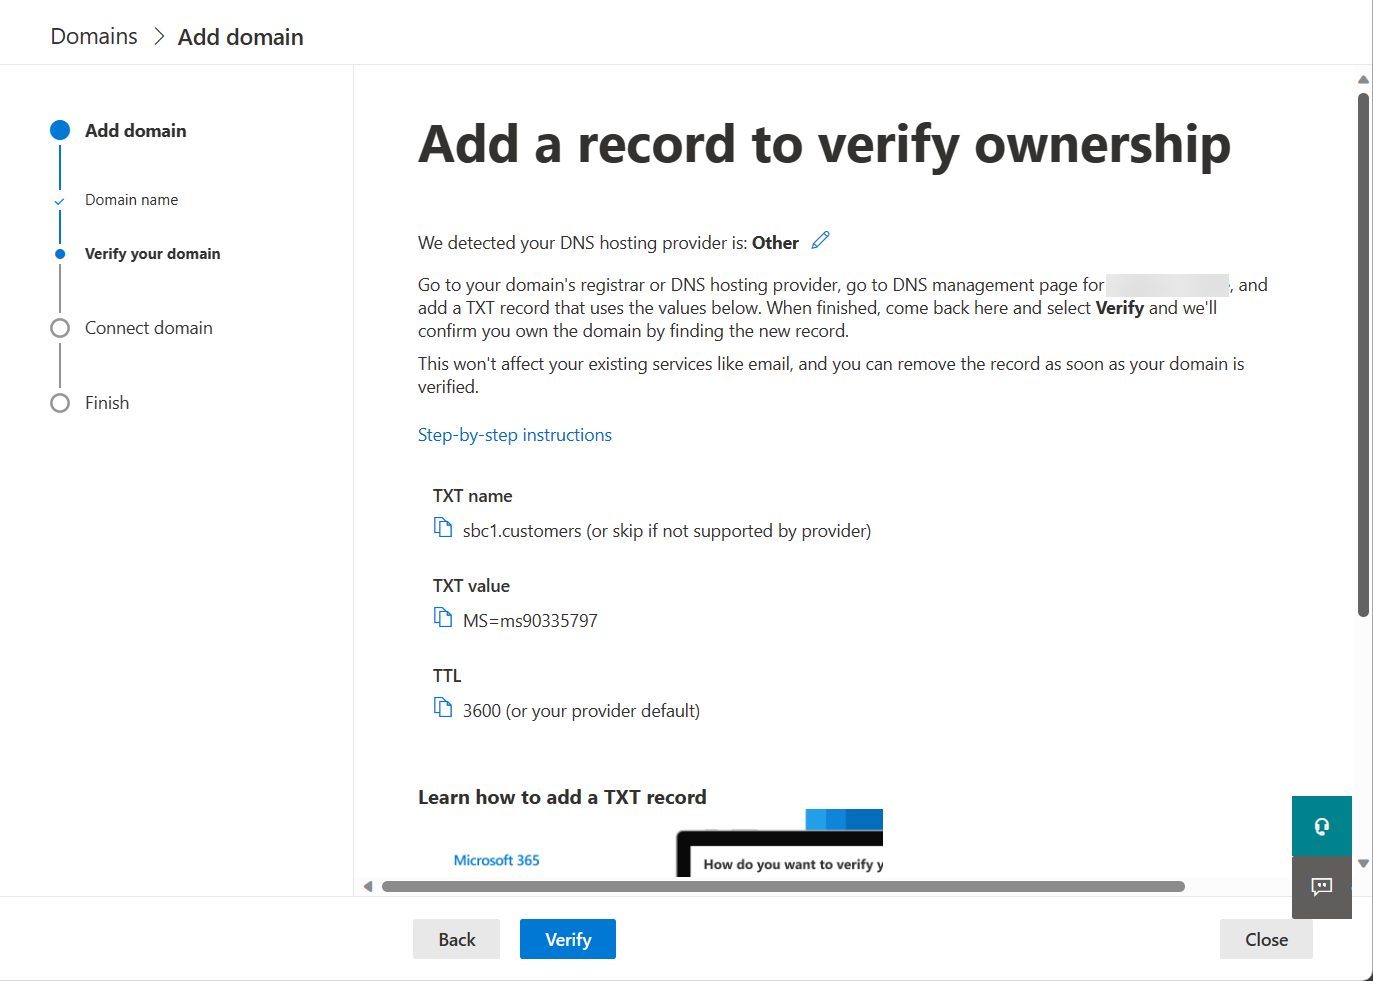 Domains > Add domain
Add domain
Domain name
Verify your domain
Connect domain
Finish
Add a record to verify ownership
We detected your DNS hosting provider is: Other
Go to your domain's registrar or DNS hosting provider, go to DNS management page for , and
add a TXT record that uses the values below. When finished, come back here and select Verify and we'll
confirm you own the domain by finding the new record.
This won't affect your existing services like email, and you can remove the record as soon as your domain is
verified.
Step-by-step instructions
TXT name
sbc1.customers (or skip if not supported by provider)
TXT value
MS=ms90335797
TTL
3600 (or your provider default)
Learn how to add a TXT record
Microsoft 365
How do you want to verify y
Back
Verify
Close